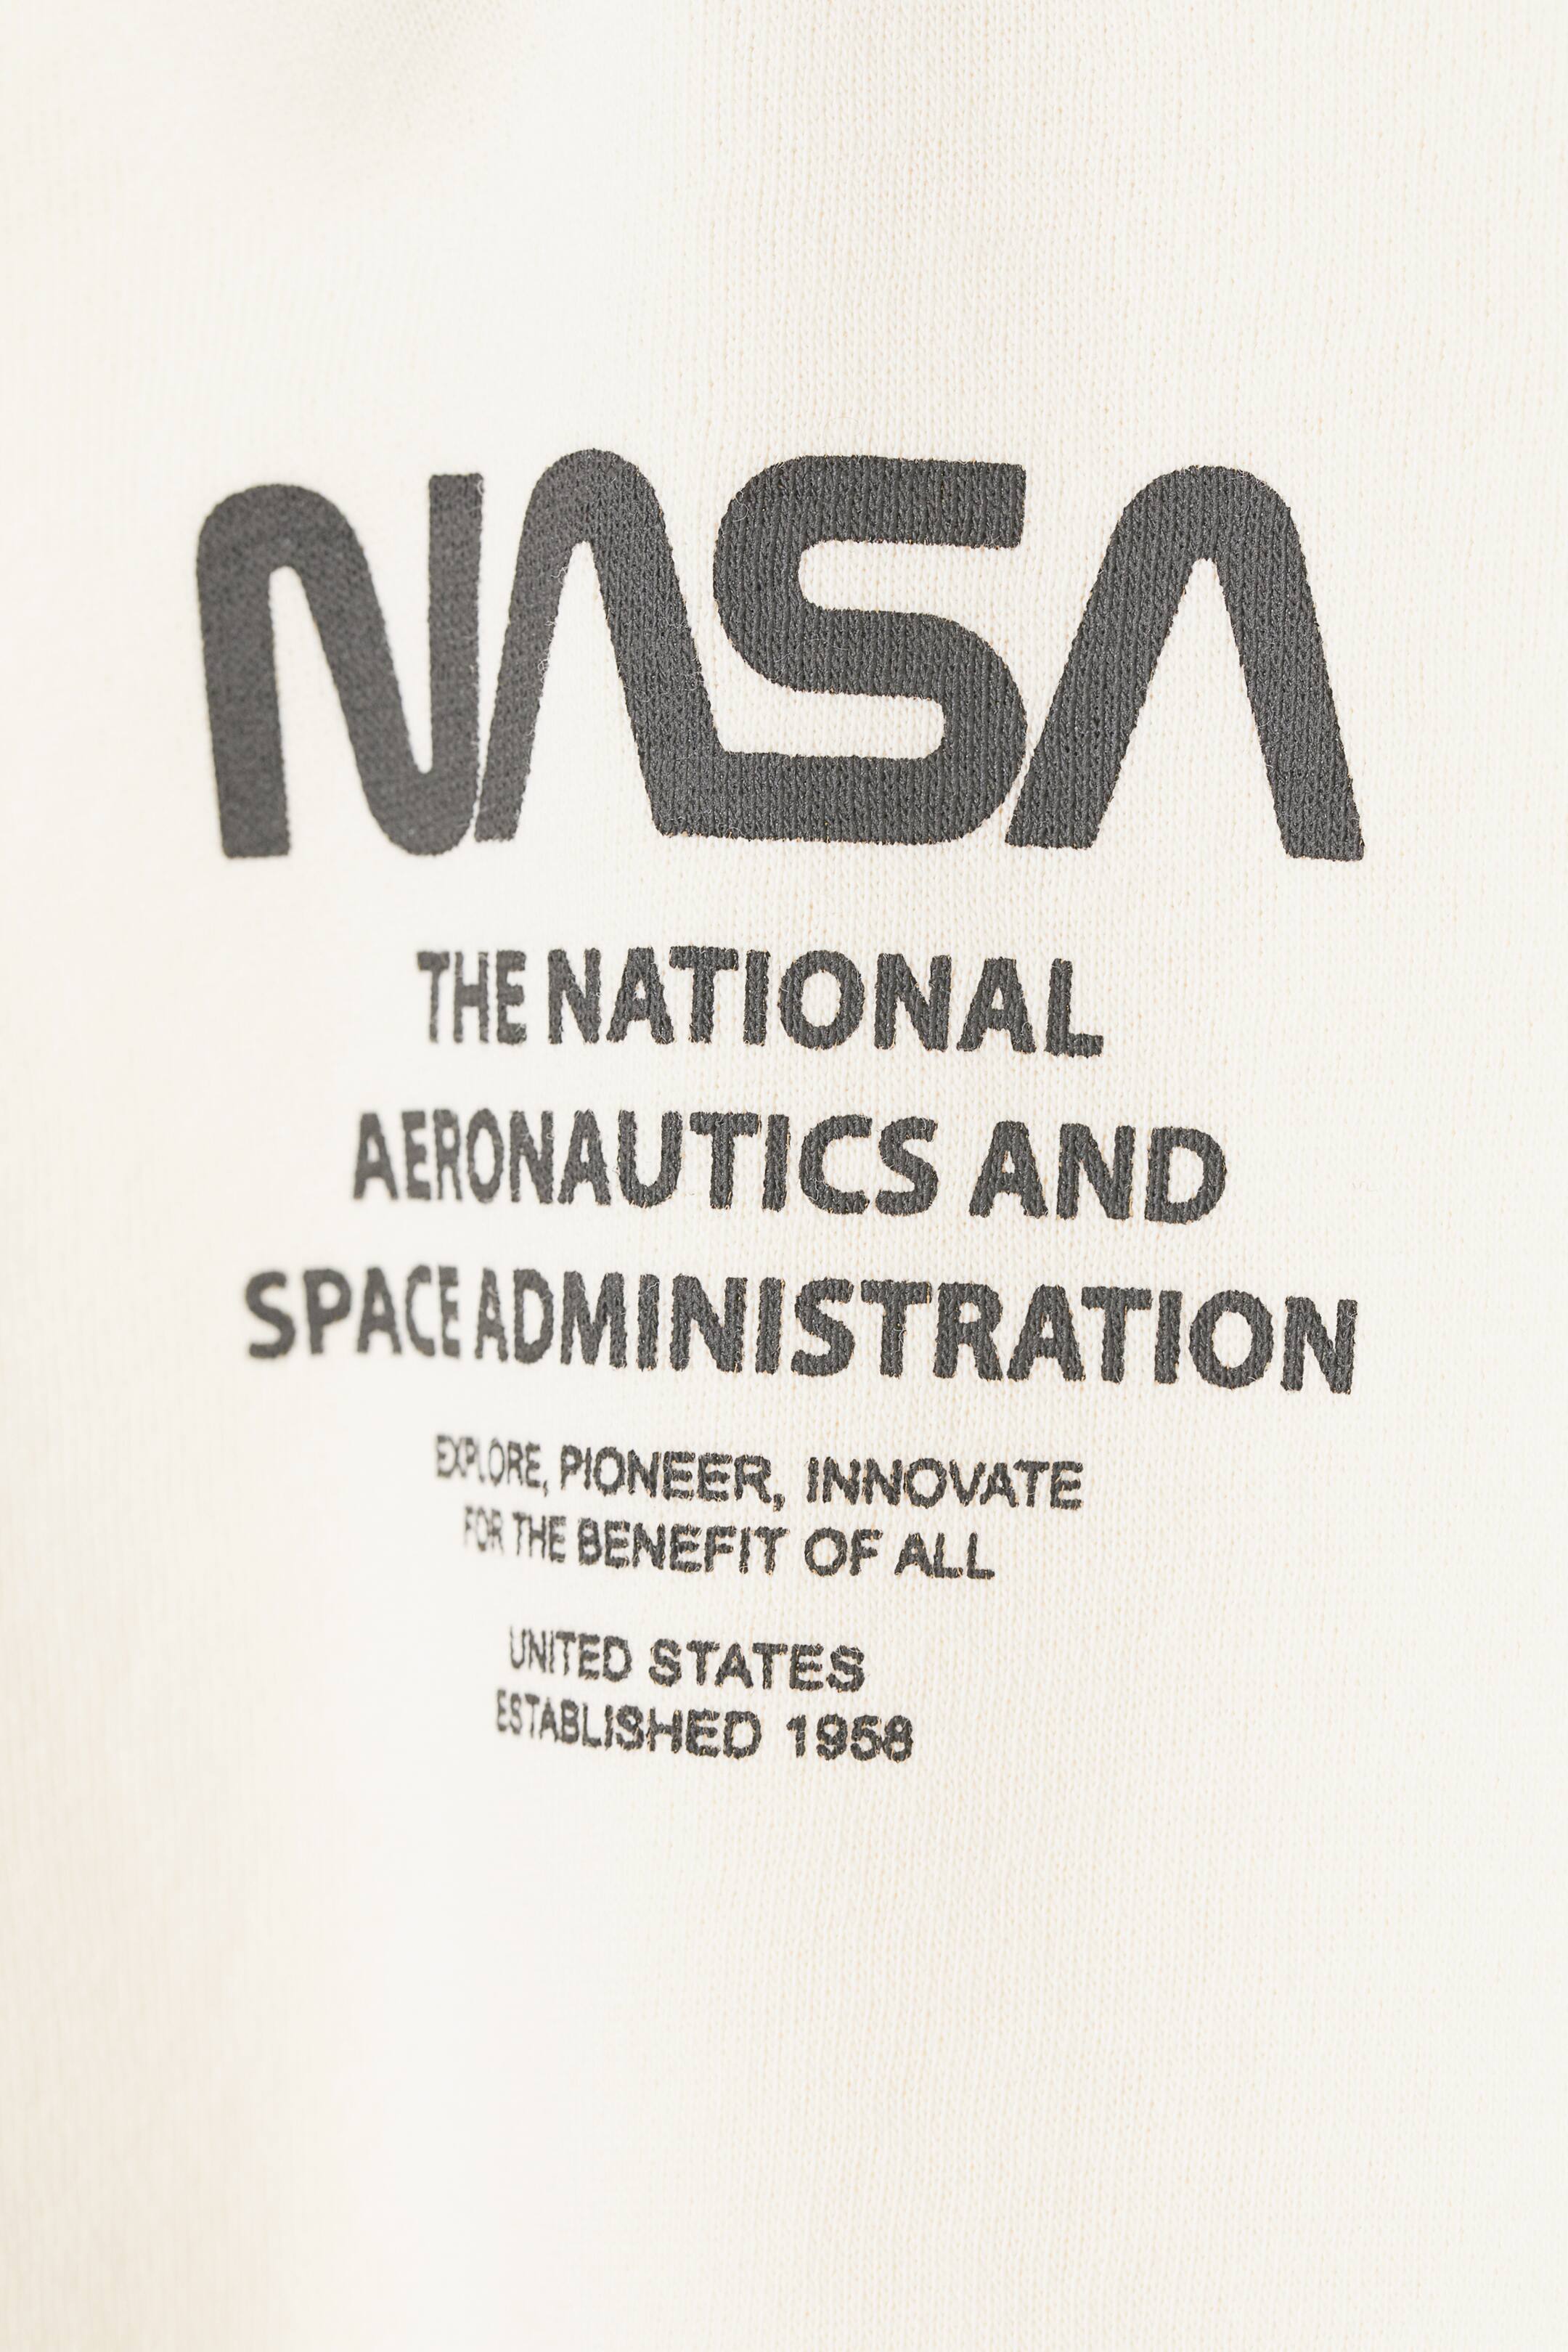 NASA
THE NATIONAL
AERONAUTICS AND
SPACE ADMINISTRATION
EXPLORE, PIONEER, INNOVATE
FOR THE BENEFIT OF ALL
UNITED STATES
ESTABLISHED 1958